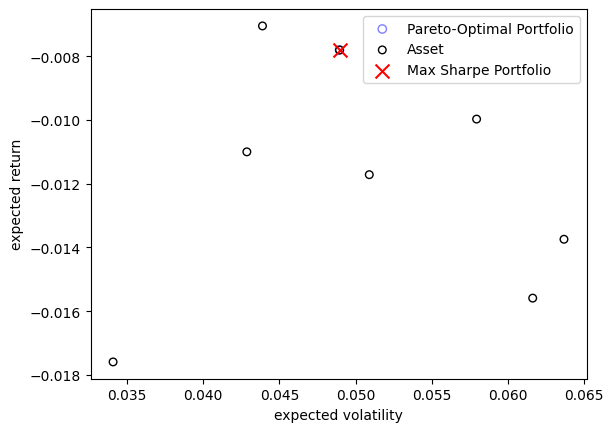 Pareto-Optimal Portfolio
Asset
Max Sharpe Portfolio
−0.008
−0.010
−0.012
−0.014
−0.016
−0.018
expected return
0.035
0.040
0.045
0.050
0.055
0.060
0.065
expected volatility